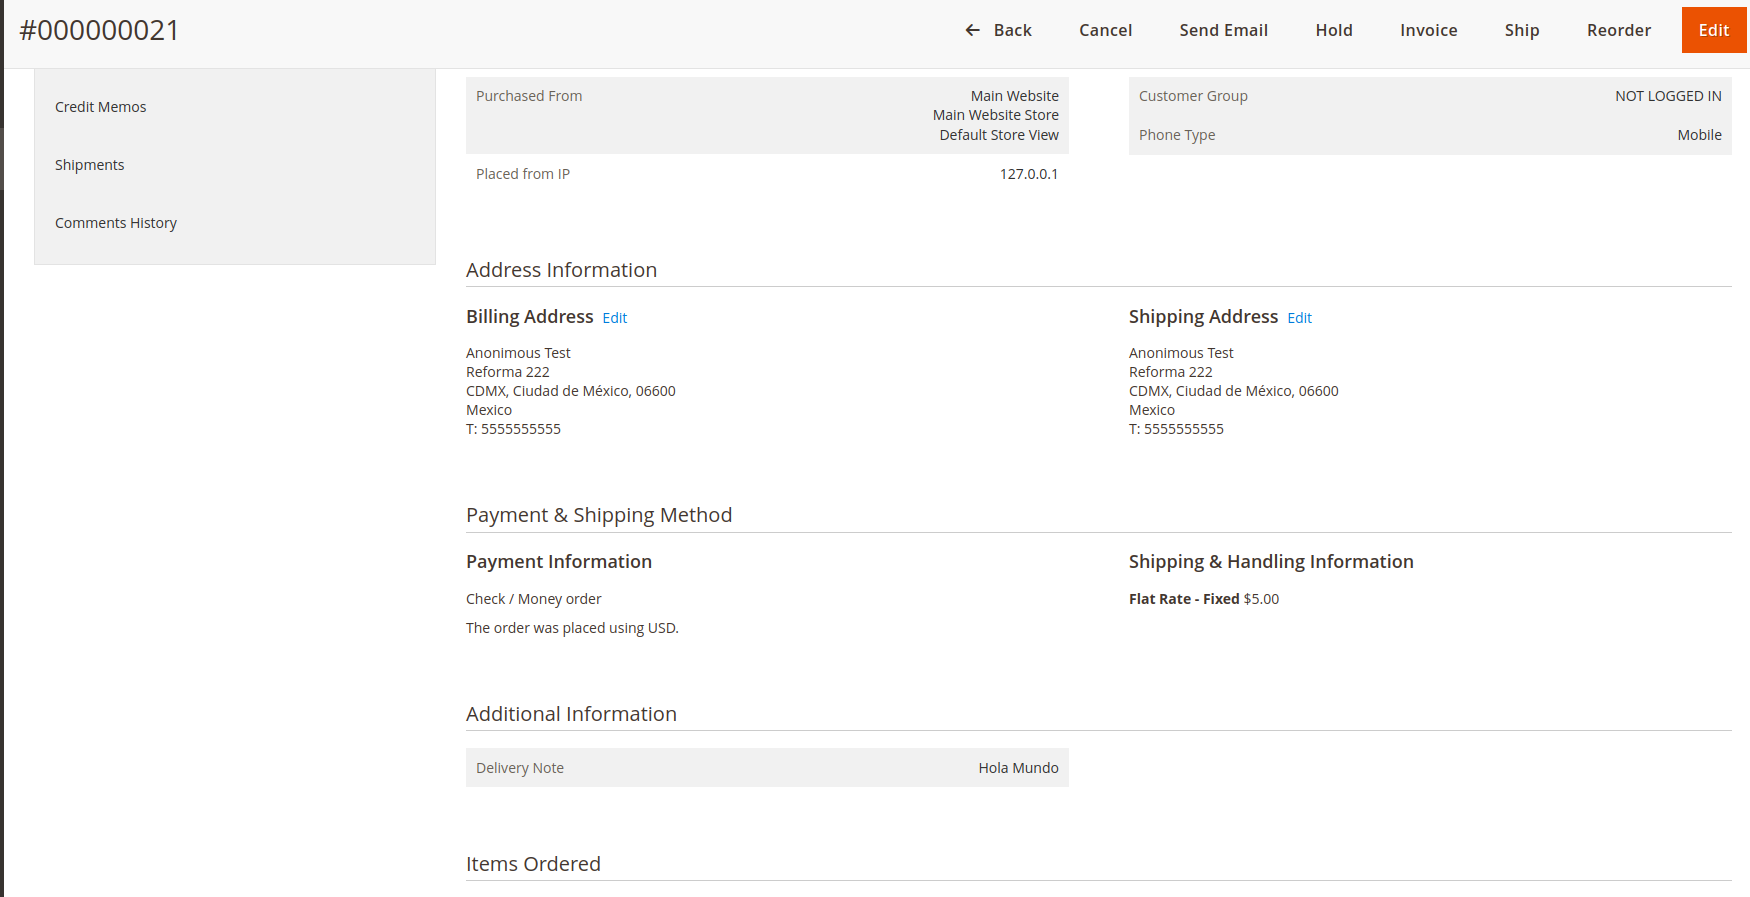 #000000021
Back
Cancel
Send Email
Hold
Invoice
Ship
Reorder
Edit
Credit Memos
Shipments
Comments History
Purchased From
Main Website
Main Website Store
Default Store View
Placed from IP
127.0.0.1
Customer Group
NOT LOGGED IN
Phone Type
Mobile
Address Information
Billing Address Edit
Anonimous Test
Reforma 222
CDMX, Ciudad de México, 06600
Mexico
T: 5555555555
Shipping Address Edit
Anonimous Test
Reforma 222
CDMX, Ciudad de México, 06600
Mexico
T: 5555555555
Payment & Shipping Method
Payment Information
Check / Money order
The order was placed using USD.
Shipping & Handling Information
Flat Rate - Fixed $5.00
Additional Information
Delivery Note
Hola Mundo
Items Ordered